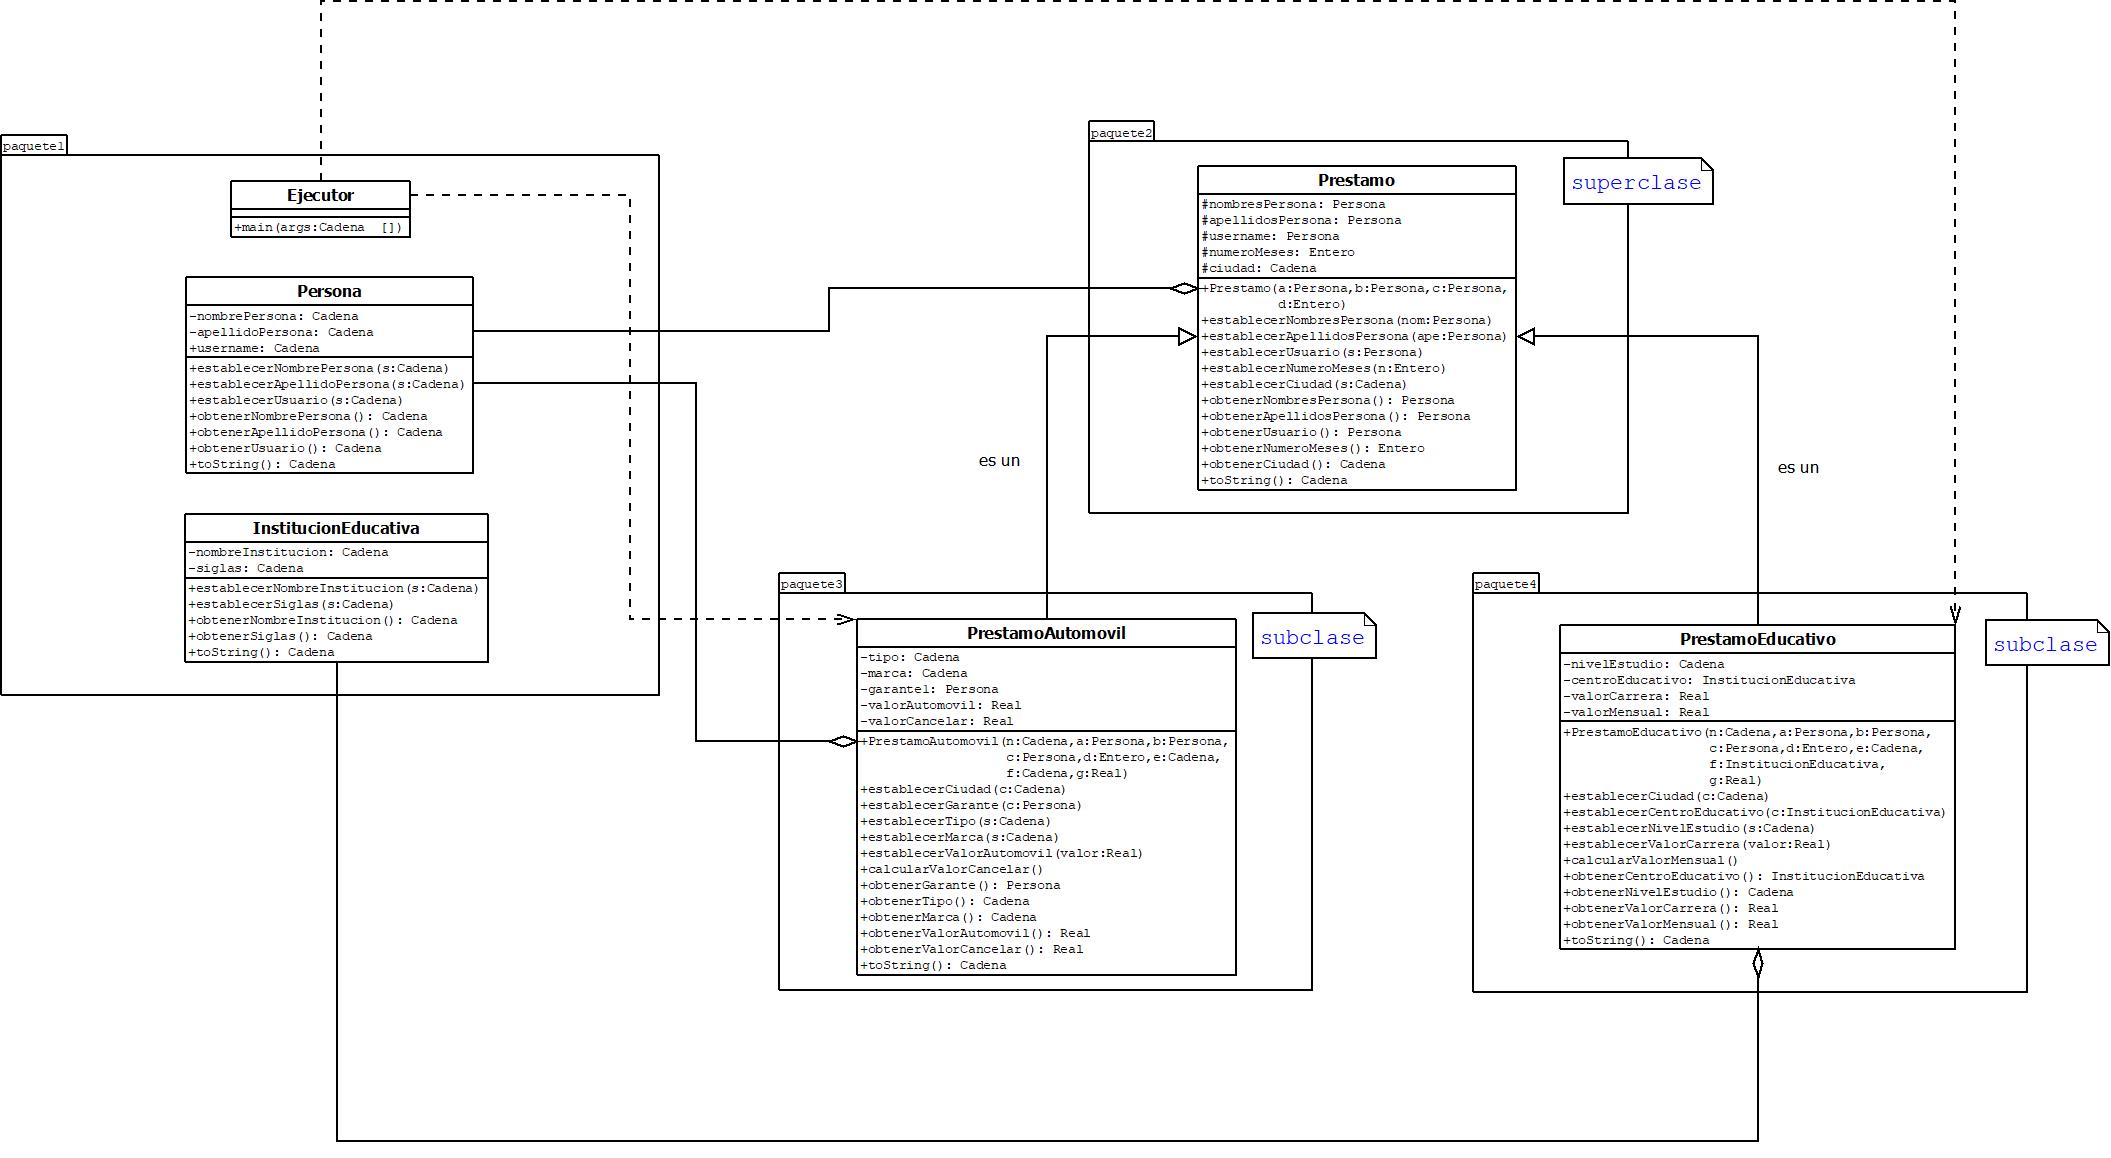 paquete1
Ejecutor
+main(args:Cadena  [])
Persona
-nombrePersona: Cadena
-apellidoPersona: Cadena
+username: Cadena
+establecerNombrePersona(s:Cadena)
+establecerApellidoPersona(s:Cadena)
+establecerUsuario(s:Cadena)
+obtenerNombrePersona(): Cadena
+obtenerApellidoPersona(): Cadena
+obtenerUsuario(): Cadena
+toString(): Cadena
InstitucionEducativa
-nombreInstitucion: Cadena
-siglas: Cadena
+establecerNombreInstitucion(s:Cadena)
+establecerSiglas(s:Cadena)
+obtenerNombreInstitucion(): Cadena
+obtenerSiglas(): Cadena
+toString(): Cadena
paquete2
superclase
Prestamo
#nombresPersona: Persona
#apellidosPersona: Persona
#username: Persona
#numeroMeses: Entero
#ciudad: Cadena
+Prestamo(a:Persona,b:Persona,c:Persona,
d:Entero)
+establecerNombresPersona(nom:Persona)
+establecerApellidosPersona(ape:Persona)
+establecerUsuario(s:Persona)
+establecerNumeroMeses(n:Entero)
+establecerCiudad(s:Cadena)
+obtenerNombresPersona(): Persona
+obtenerApellidosPersona(): Persona
+obtenerUsuario(): Persona
+obtenerNumeroMeses(): Entero
+obtenerCiudad(): Cadena
+toString(): Cadena
es un
es un
paquete3
subclase
PrestamoAutomovil
-tipo: Cadena
-marca: Cadena
-garante1: Persona
-valorAutomovil: Real
-valorCancelar: Real
+PrestamoAutomovil(n:Cadena,a:Persona,b:Persona,
c:Persona,d:Entero,e:Cadena,
f:Cadena,g:Real)
+establecerCiudad(c:Cadena)
+establecerGarante(c:Persona)
+establecerTipo(s:Cadena)
+establecerMarca(s:Cadena)
+establecerValorAutomovil(valor:Real)
+calcularValorCancelar()
+obtenerGarante(): Persona
+obtenerTipo(): Cadena
+obtenerMarca(): Cadena
+obtenerValorAutomovil(): Real
+obtenerValorCancelar(): Real
+toString(): Cadena
paquete4
subclase
PrestamoEducativo
-nivelEstudio: Cadena
-centroEducativo: InstitucionEducativa
-valorCarrera: Real
-valorMensual: Real
+PrestamoEducativo(n:Cadena,a:Persona,b:Persona,
c:Persona,d:Entero,e:Cadena,
f:InstitucionEducativa,
g:Real)
+establecerCiudad(c:Cadena)
+establecerCentroEducativo(c:InstitucionEducativa)
+establecerNivelEstudio(s:Cadena)
+establecerValorCarrera(valor:Real)
+calcularValorMensual()
+obtenerCentroEducativo(): InstitucionEducativa
+obtenerNivelEstudio(): Cadena
+obtenerValorCarrera(): Real
+obtenerValorMensual(): Real
+toString(): Cadena